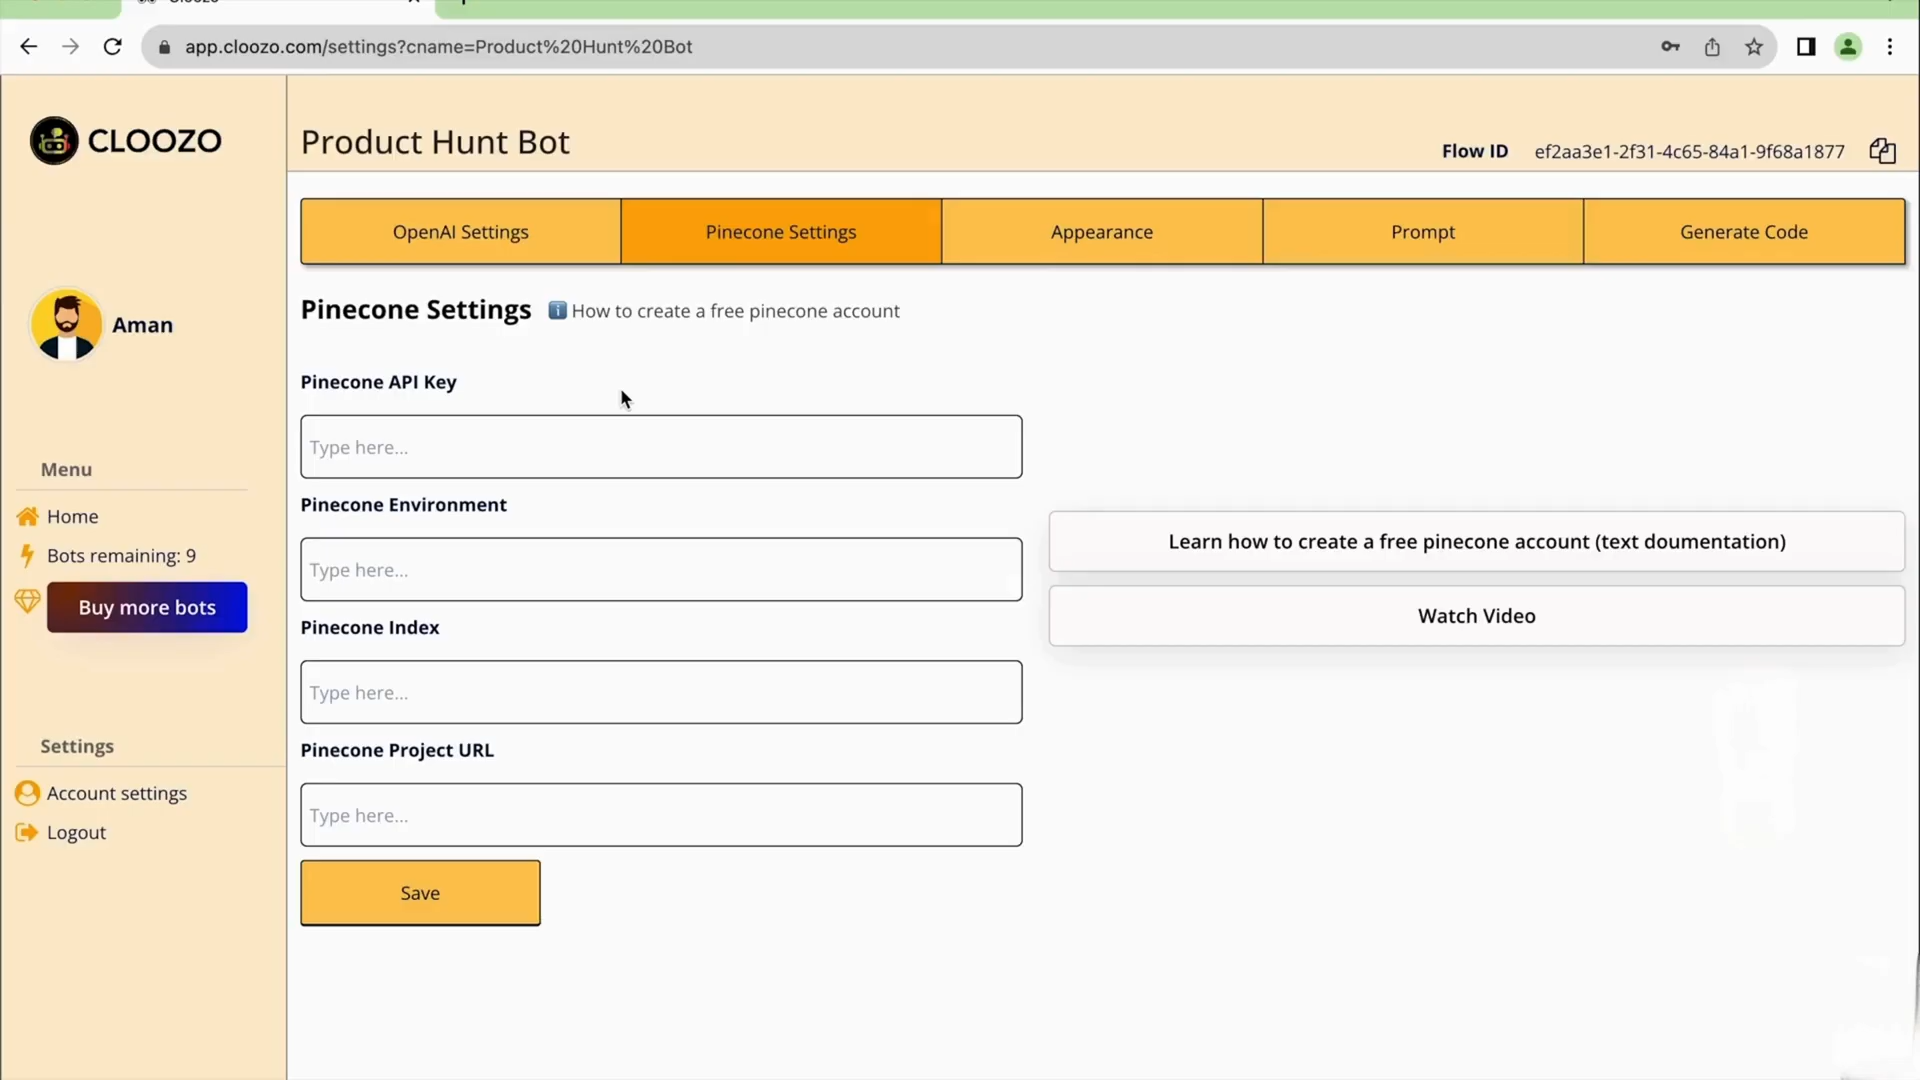 app.cloozo.com/settings?cname=Product%20Hunt%20Bot
CLOOZO
Product Hunt Bot
Flow ID ef2aa3e1-2f31-4c65-84a1-9f68a1877
OpenAI Settings
Pinecone Settings
Appearance
Prompt
Generate Code
Pinecone Settings
How to create a free pinecone account
Aman
Pinecone API Key
Type here...
Menu
Home
Bots remaining: 9
Buy more bots
Pinecone Environment
Type here...
Learn how to create a free pinecone account (text doumentation)
Watch Video
Pinecone Index
Type here...
Settings
Account settings
Logout
Pinecone Project URL
Type here...
Save